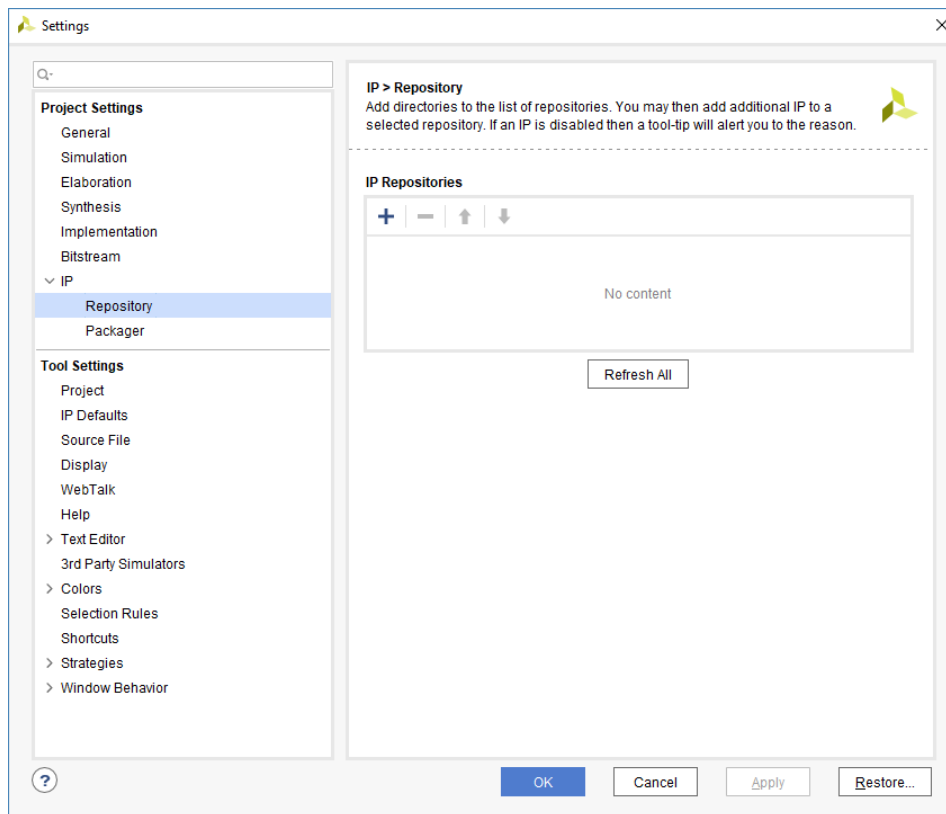 Settings
Project Settings
General
Simulation
Elaboration
Synthesis
Implementation
Bitstream
IP
Repository
Packager
Tool Settings
Project
IP Defaults
Source File
Display
WebTalk
Help
Text Editor
3rd Party Simulators
Colors
Selection Rules
Shortcuts
Strategies
Window Behavior
IP > Repository
Add directories to the list of repositories. You may then add additional IP to a
selected repository. If an IP is disabled then a tool-tip will alert you to the reason.
IP Repositories
No content
Refresh All
?
OK
Cancel
Apply
Restore...